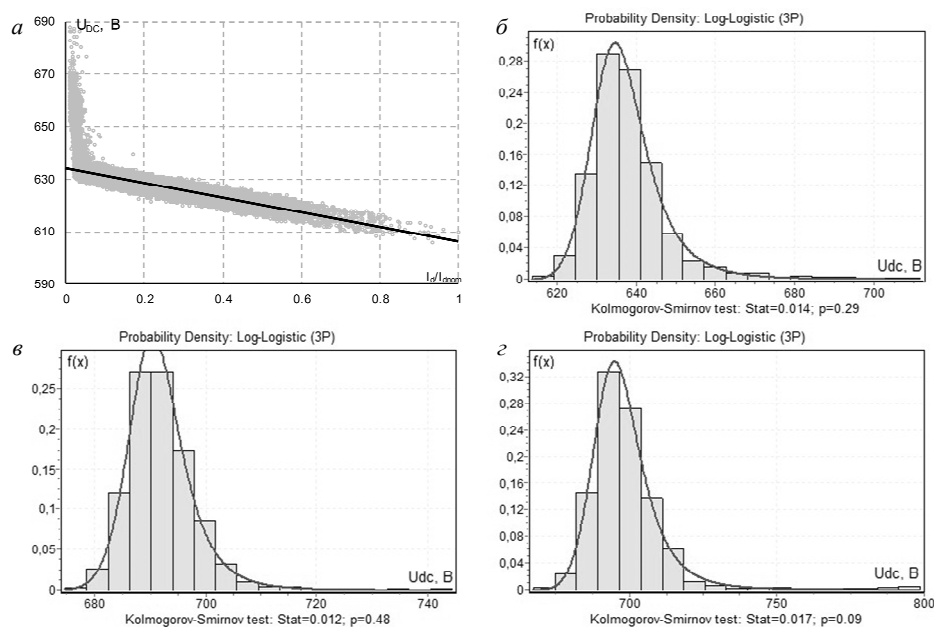 а
U_DC, В
690
670
650
630
610
590
0 0.2 0.4 0.6 0.8 1
I_d/I_dnom
б
Probability Density: Log-Logistic (3P)
f(x)
0,28
0,24
0,2
0,16
0,12
0,08
0,04
0
620 640 660 680 700
Udc, В
Kolmogorov-Smirnov test: Stat=0.014; p=0.29
в
Probability Density: Log-Logistic (3P)
f(x)
0,25
0,2
0,15
0,1
0,05
0
680 700 720 740
Udc, В
Kolmogorov-Smirnov test: Stat=0.012; p=0.48
г
Probability Density: Log-Logistic (3P)
f(x)
0,32
0,28
0,24
0,2
0,16
0,12
0,08
0,04
0
700 750 800
Udc, В
Kolmogorov-Smirnov test: Stat=0.017; p=0.09